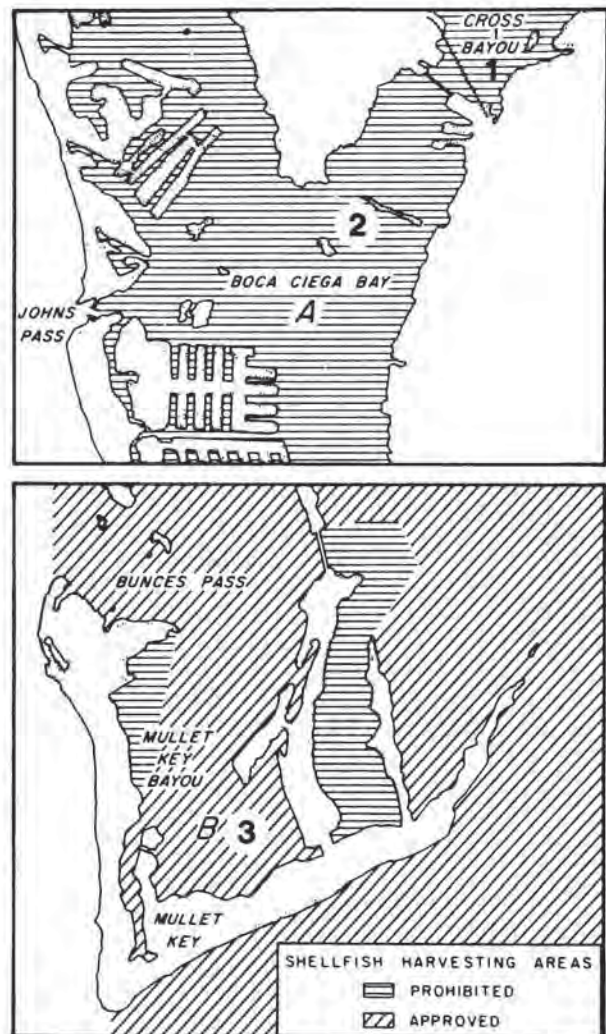 CROSS
BAYOU
1
2
BOCA CIEGA BAY
A
JOHNS
PASS
BUNCES PASS
MULLET
KEY
BAYOU
B 3
MULLET
KEY
SHELLFISH HARVESTING AREAS
PROHIBITED
APPROVED